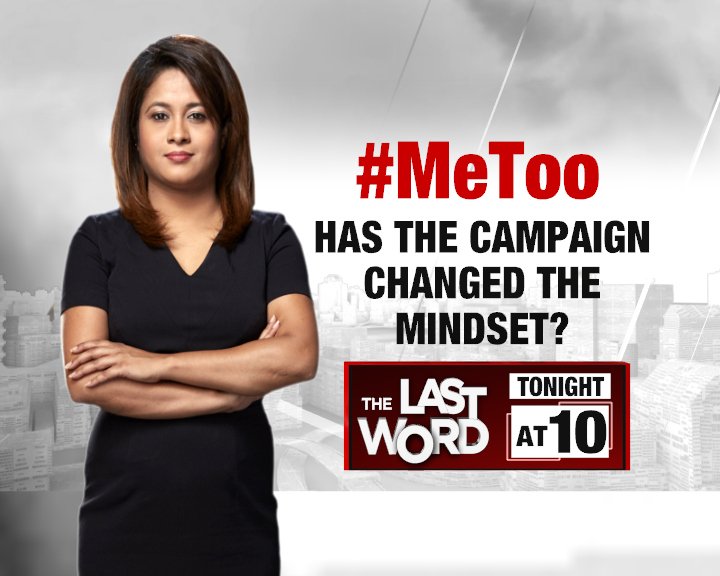 #MeToo
HAS THE CAMPAIGN
CHANGED THE
MINDSET?
THE LAST
WORD
TONIGHT
AT 10